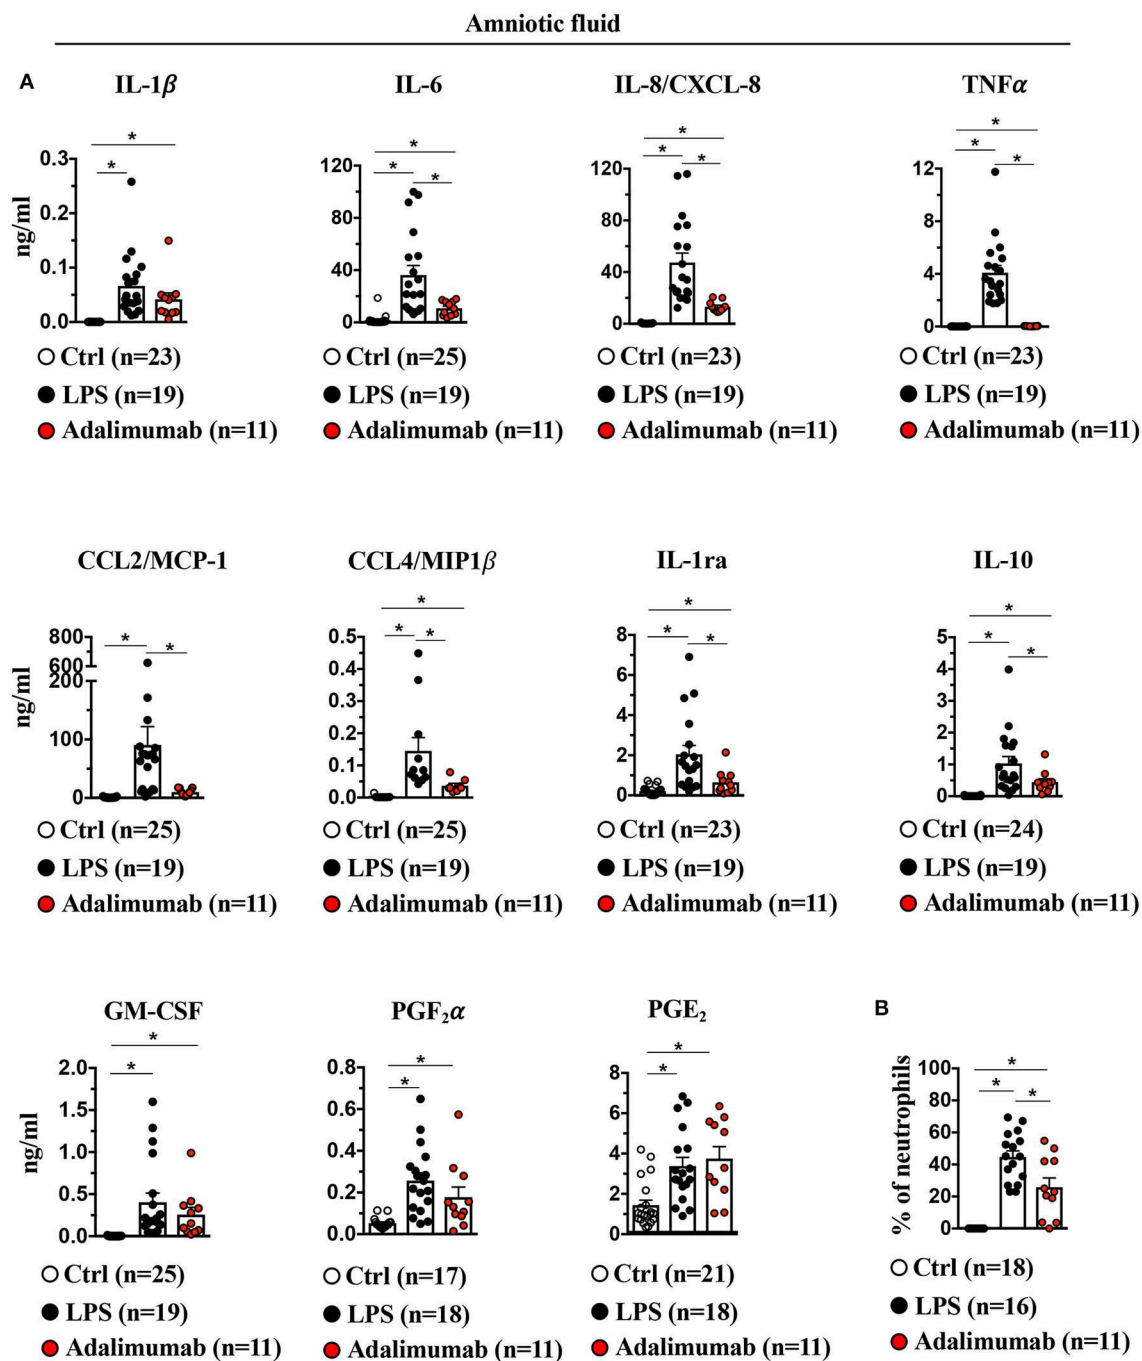 Amniotic fluid
A
IL-1β
IL-6
IL-8/CXCL-8
TNFα
ng/ml
0.3
0.2
0.1
0.0
*
*
120
80
40
0
*
*
*
120
80
40
0
*
*
*
12
8
4
0
*
*
*
Ctrl (n=23)
LPS (n=19)
Adalimumab (n=11)
Ctrl (n=25)
LPS (n=19)
Adalimumab (n=11)
Ctrl (n=23)
LPS (n=19)
Adalimumab (n=11)
Ctrl (n=23)
LPS (n=19)
Adalimumab (n=11)
CCL2/MCP-1
CCL4/MIP1β
IL-1ra
IL-10
ng/ml
800
600
200
100
0
*
*
0.5
0.4
0.3
0.2
0.1
0.0
*
*
*
8
6
4
2
0
*
*
*
5
4
3
2
1
0
*
*
*
Ctrl (n=25)
LPS (n=19)
Adalimumab (n=11)
Ctrl (n=25)
LPS (n=19)
Adalimumab (n=11)
Ctrl (n=23)
LPS (n=19)
Adalimumab (n=11)
Ctrl (n=24)
LPS (n=19)
Adalimumab (n=11)
GM-CSF
PGF₂α
PGE₂
B
ng/ml
2.0
1.5
1.0
0.5
0.0
*
*
0.8
0.6
0.4
0.2
0.0
*
*
8
6
4
2
0
*
*
% of neutrophils
100
80
60
40
20
0
*
*
*
Ctrl (n=25)
LPS (n=19)
Adalimumab (n=11)
Ctrl (n=17)
LPS (n=18)
Adalimumab (n=11)
Ctrl (n=21)
LPS (n=18)
Adalimumab (n=11)
Ctrl (n=18)
LPS (n=16)
Adalimumab (n=11)